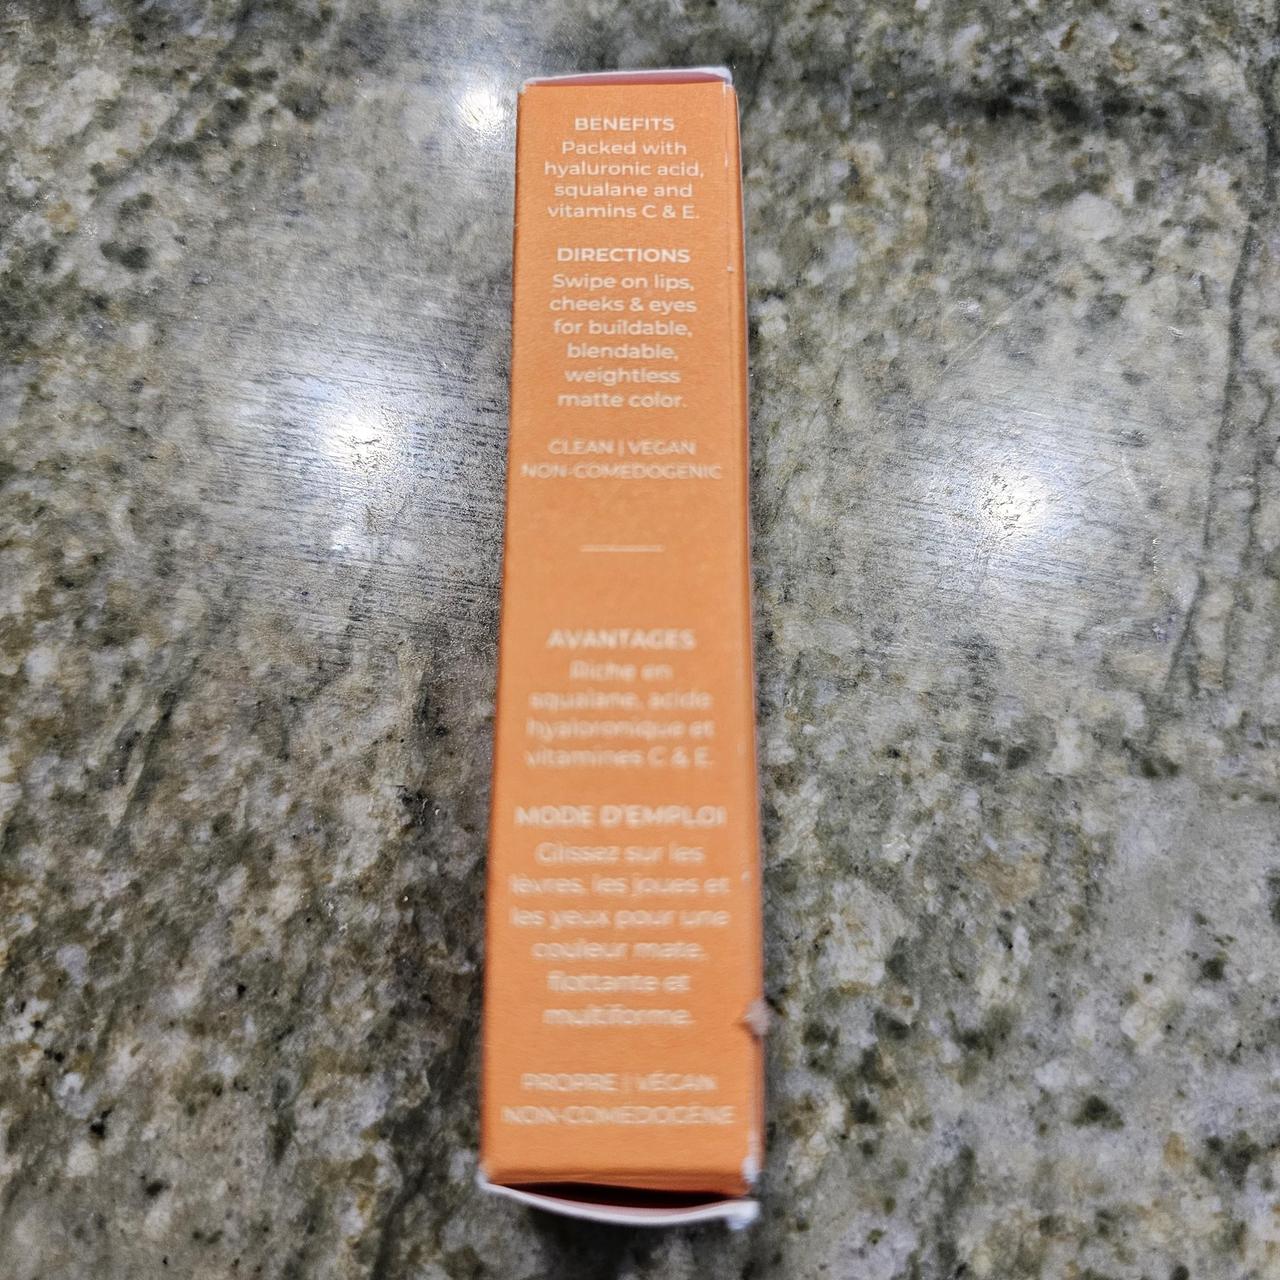 BENEFITS
Packed with
hyaluronic acid,
squalane and
vitamins C & E.
DIRECTIONS
Swipe on lips,
cheeks & eyes
for buildable,
blendable,
weightless
matte color.
CLEAN | VEGAN
NON-COMEDOGENIC
AVANTAGES
Riche en
squalane, acide
hyaluronique et
vitamines C & E.
MODE D'EMPLOI
Glissez sur les
lèvres, les joues et
les yeux pour une
couleur mate,
flottante et
multiforme.
PROPRE | VÉGAN
NON-COMÉDOGÈNE